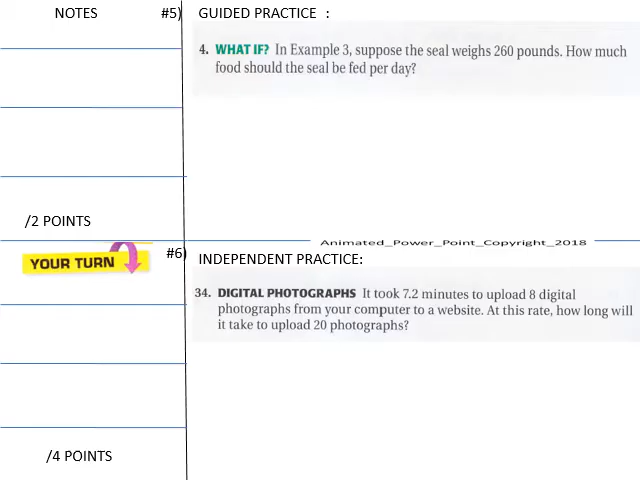 NOTES
#5)
GUIDED PRACTICE :
4. WHAT IF? In Example 3, suppose the seal weighs 260 pounds. How much
food should the seal be fed per day?
/2 POINTS
Animated_Power_Point_Copyright_2018
YOUR TURN
#6)
INDEPENDENT PRACTICE:
34. DIGITAL PHOTOGRAPHS It took 7.2 minutes to upload 8 digital
photographs from your computer to a website. At this rate, how long will
it take to upload 20 photographs?
/4 POINTS